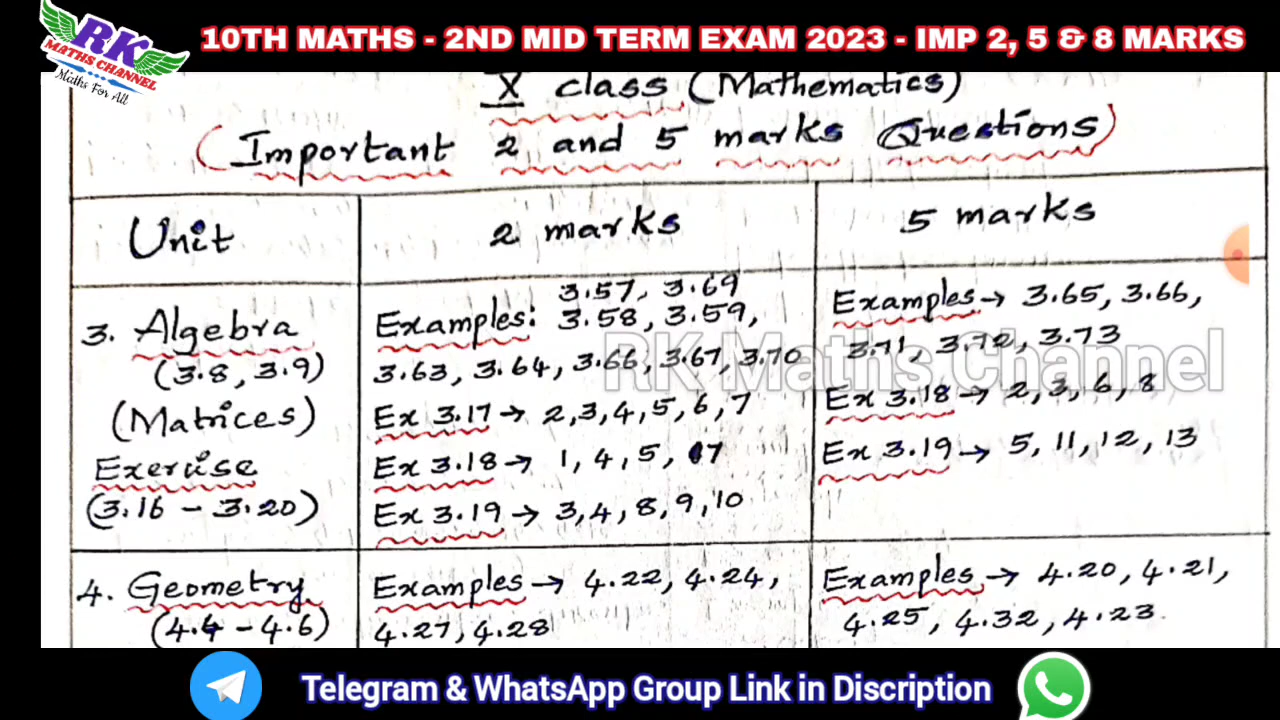 RK
MATHS CHANNEL
Maths For All
10TH MATHS - 2ND MID TERM EXAM 2023 - IMP 2, 5 & 8 MARKS
X class (Mathematics)
(Important 2 and 5 marks Questions)
Unit
2 marks
5 marks
3. Algebra
(3.8, 3.9)
(Matrices)
Exercise
(3.16 - 3.20)
3.57, 3.69
Examples: 3.58, 3.59,
3.63, 3.64, 3.66, 3.67, 3.70
Ex 3.17 → 2,3,4,5,6,7
Ex 3.18 → 1, 4, 5, 7
Ex 3.19 → 3,4,8,9,10
Examples → 3.65, 3.66,
3.71, 3.72, 3.73
Ex 3.18 → 2, 3, 6, 8
Ex 3.19 → 5, 11, 12, 13
RK Maths Channel
4. Geometry
(4.4 - 4.6)
Examples → 4.22, 4.24,
4.27, 4.28
Examples → 4.20, 4.21,
4.25, 4.32, 4.23.
Telegram & WhatsApp Group Link in Discription